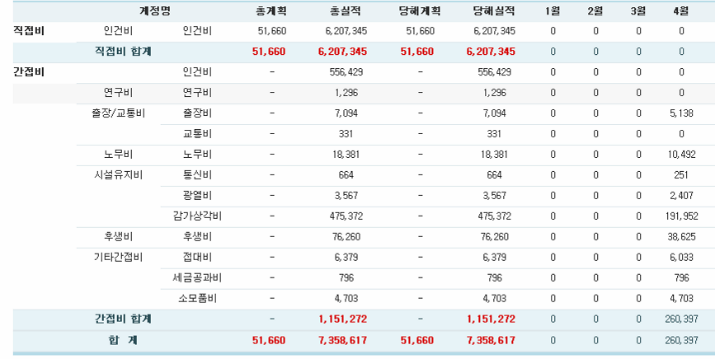 계정명 총계획 총실적 당해계획 당해실적 1월 2월 3월 4월
직접비 인건비 인건비 51,660 6,207,345 51,660 6,207,345 0 0 0 0
직접비 합계 51,660 6,207,345 51,660 6,207,345 0 0 0 0
간접비 인건비 - 556,429 - 556,429 0 0 0 0
연구비 연구비 - 1,296 - 1,296 0 0 0 0
출장/교통비 출장비 - 7,094 - 7,094 0 0 0 5,138
교통비 - 331 - 331 0 0 0 0
노무비 노무비 - 18,381 - 18,381 0 0 0 10,492
시설유지비 통신비 - 664 - 664 0 0 0 251
광열비 - 3,567 - 3,567 0 0 0 2,407
감가상각비 - 475,372 - 475,372 0 0 0 191,952
후생비 후생비 - 76,260 - 76,260 0 0 0 38,625
기타간접비 접대비 - 6,379 - 6,379 0 0 0 6,033
세금공과비 - 796 - 796 0 0 0 796
소모품비 - 4,703 - 4,703 0 0 0 4,703
간접비 합계 - 1,151,272 - 1,151,272 0 0 0 260,397
합 계 51,660 7,358,617 51,660 7,358,617 0 0 0 260,397